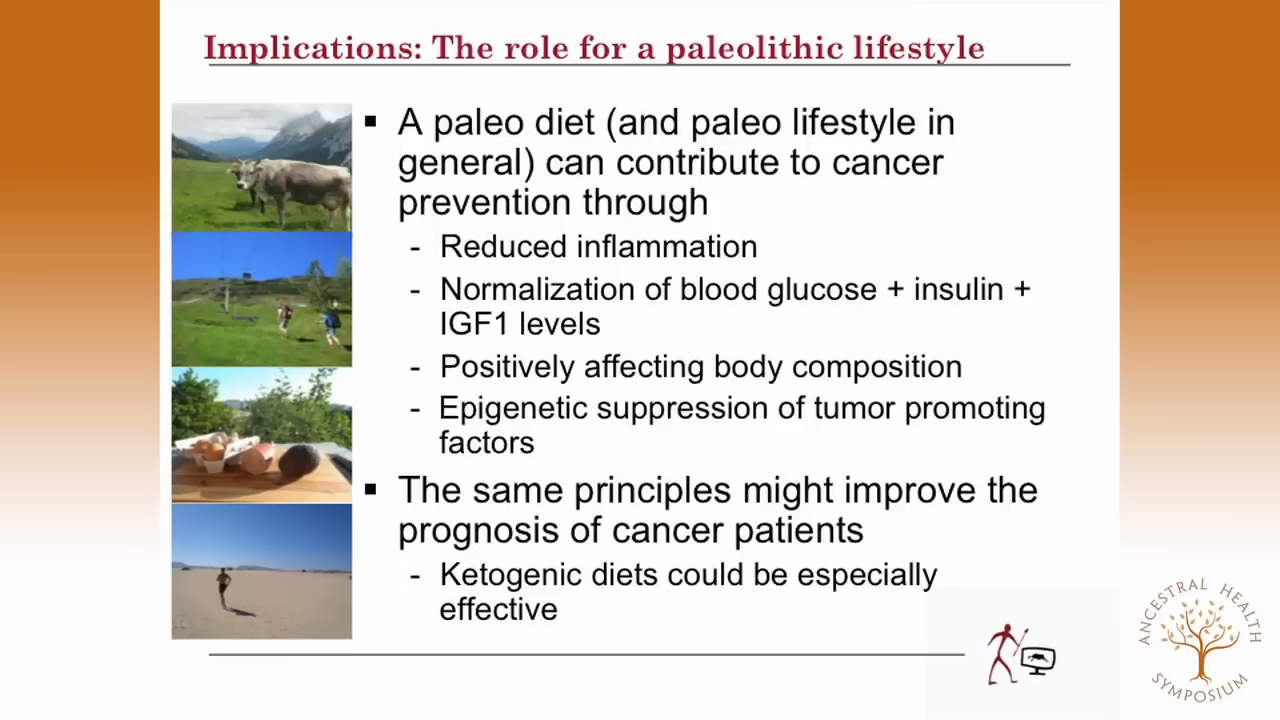 Implications: The role for a paleolithic lifestyle
▪ A paleo diet (and paleo lifestyle in
general) can contribute to cancer
prevention through
- Reduced inflammation
- Normalization of blood glucose + insulin +
IGF1 levels
- Positively affecting body composition
- Epigenetic suppression of tumor promoting
factors
▪ The same principles might improve the
prognosis of cancer patients
- Ketogenic diets could be especially
effective
ANCESTRAL HEALTH
SYMPOSIUM